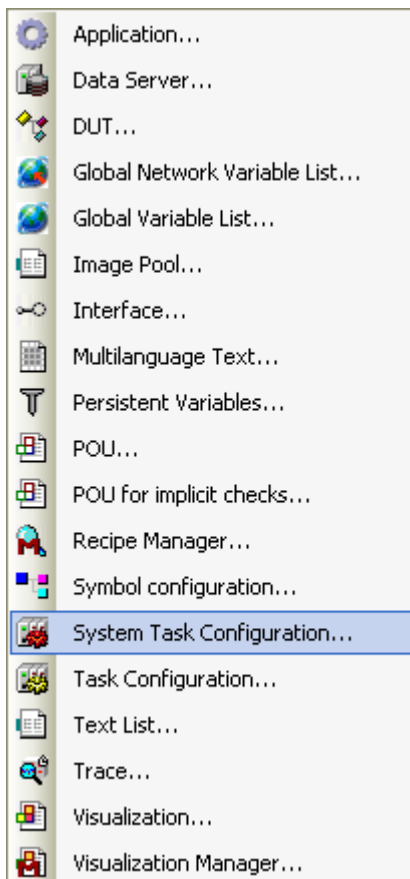 Application...
Data Server...
DUT...
Global Network Variable List...
Global Variable List...
Image Pool...
Interface...
Multilanguage Text...
Persistent Variables...
POU...
POU for implicit checks...
Recipe Manager...
Symbol configuration...
System Task Configuration...
Task Configuration...
Text List...
Trace...
Visualization...
Visualization Manager...